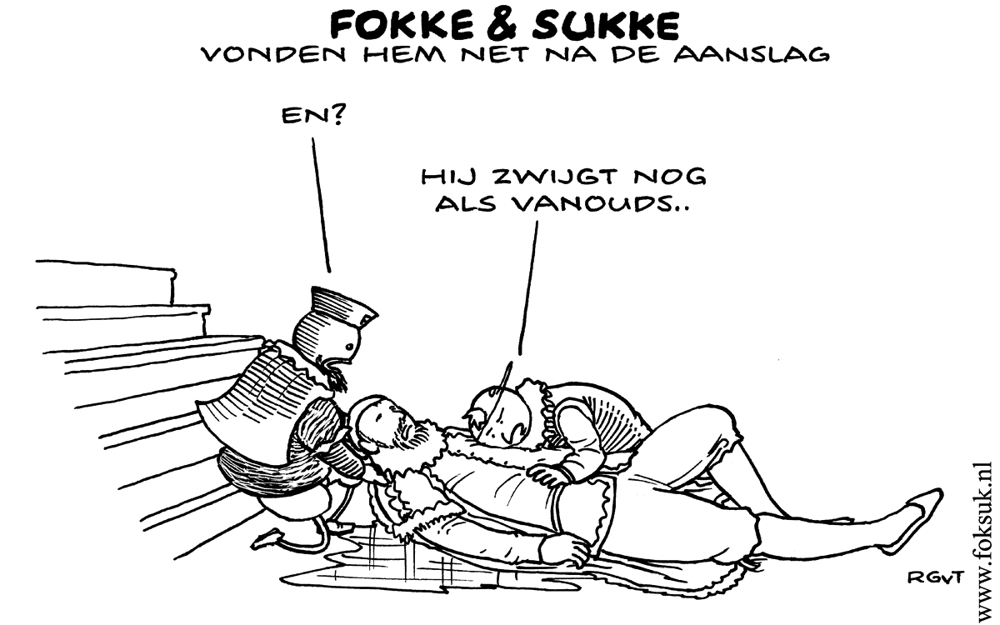 FOKKE & SUKKE
VONDEN HEM NET NA DE AANSLAG
EN?
HIJ ZWIJGT NOG
ALS VANOUDS..
RGvT
www.foksuk.nl